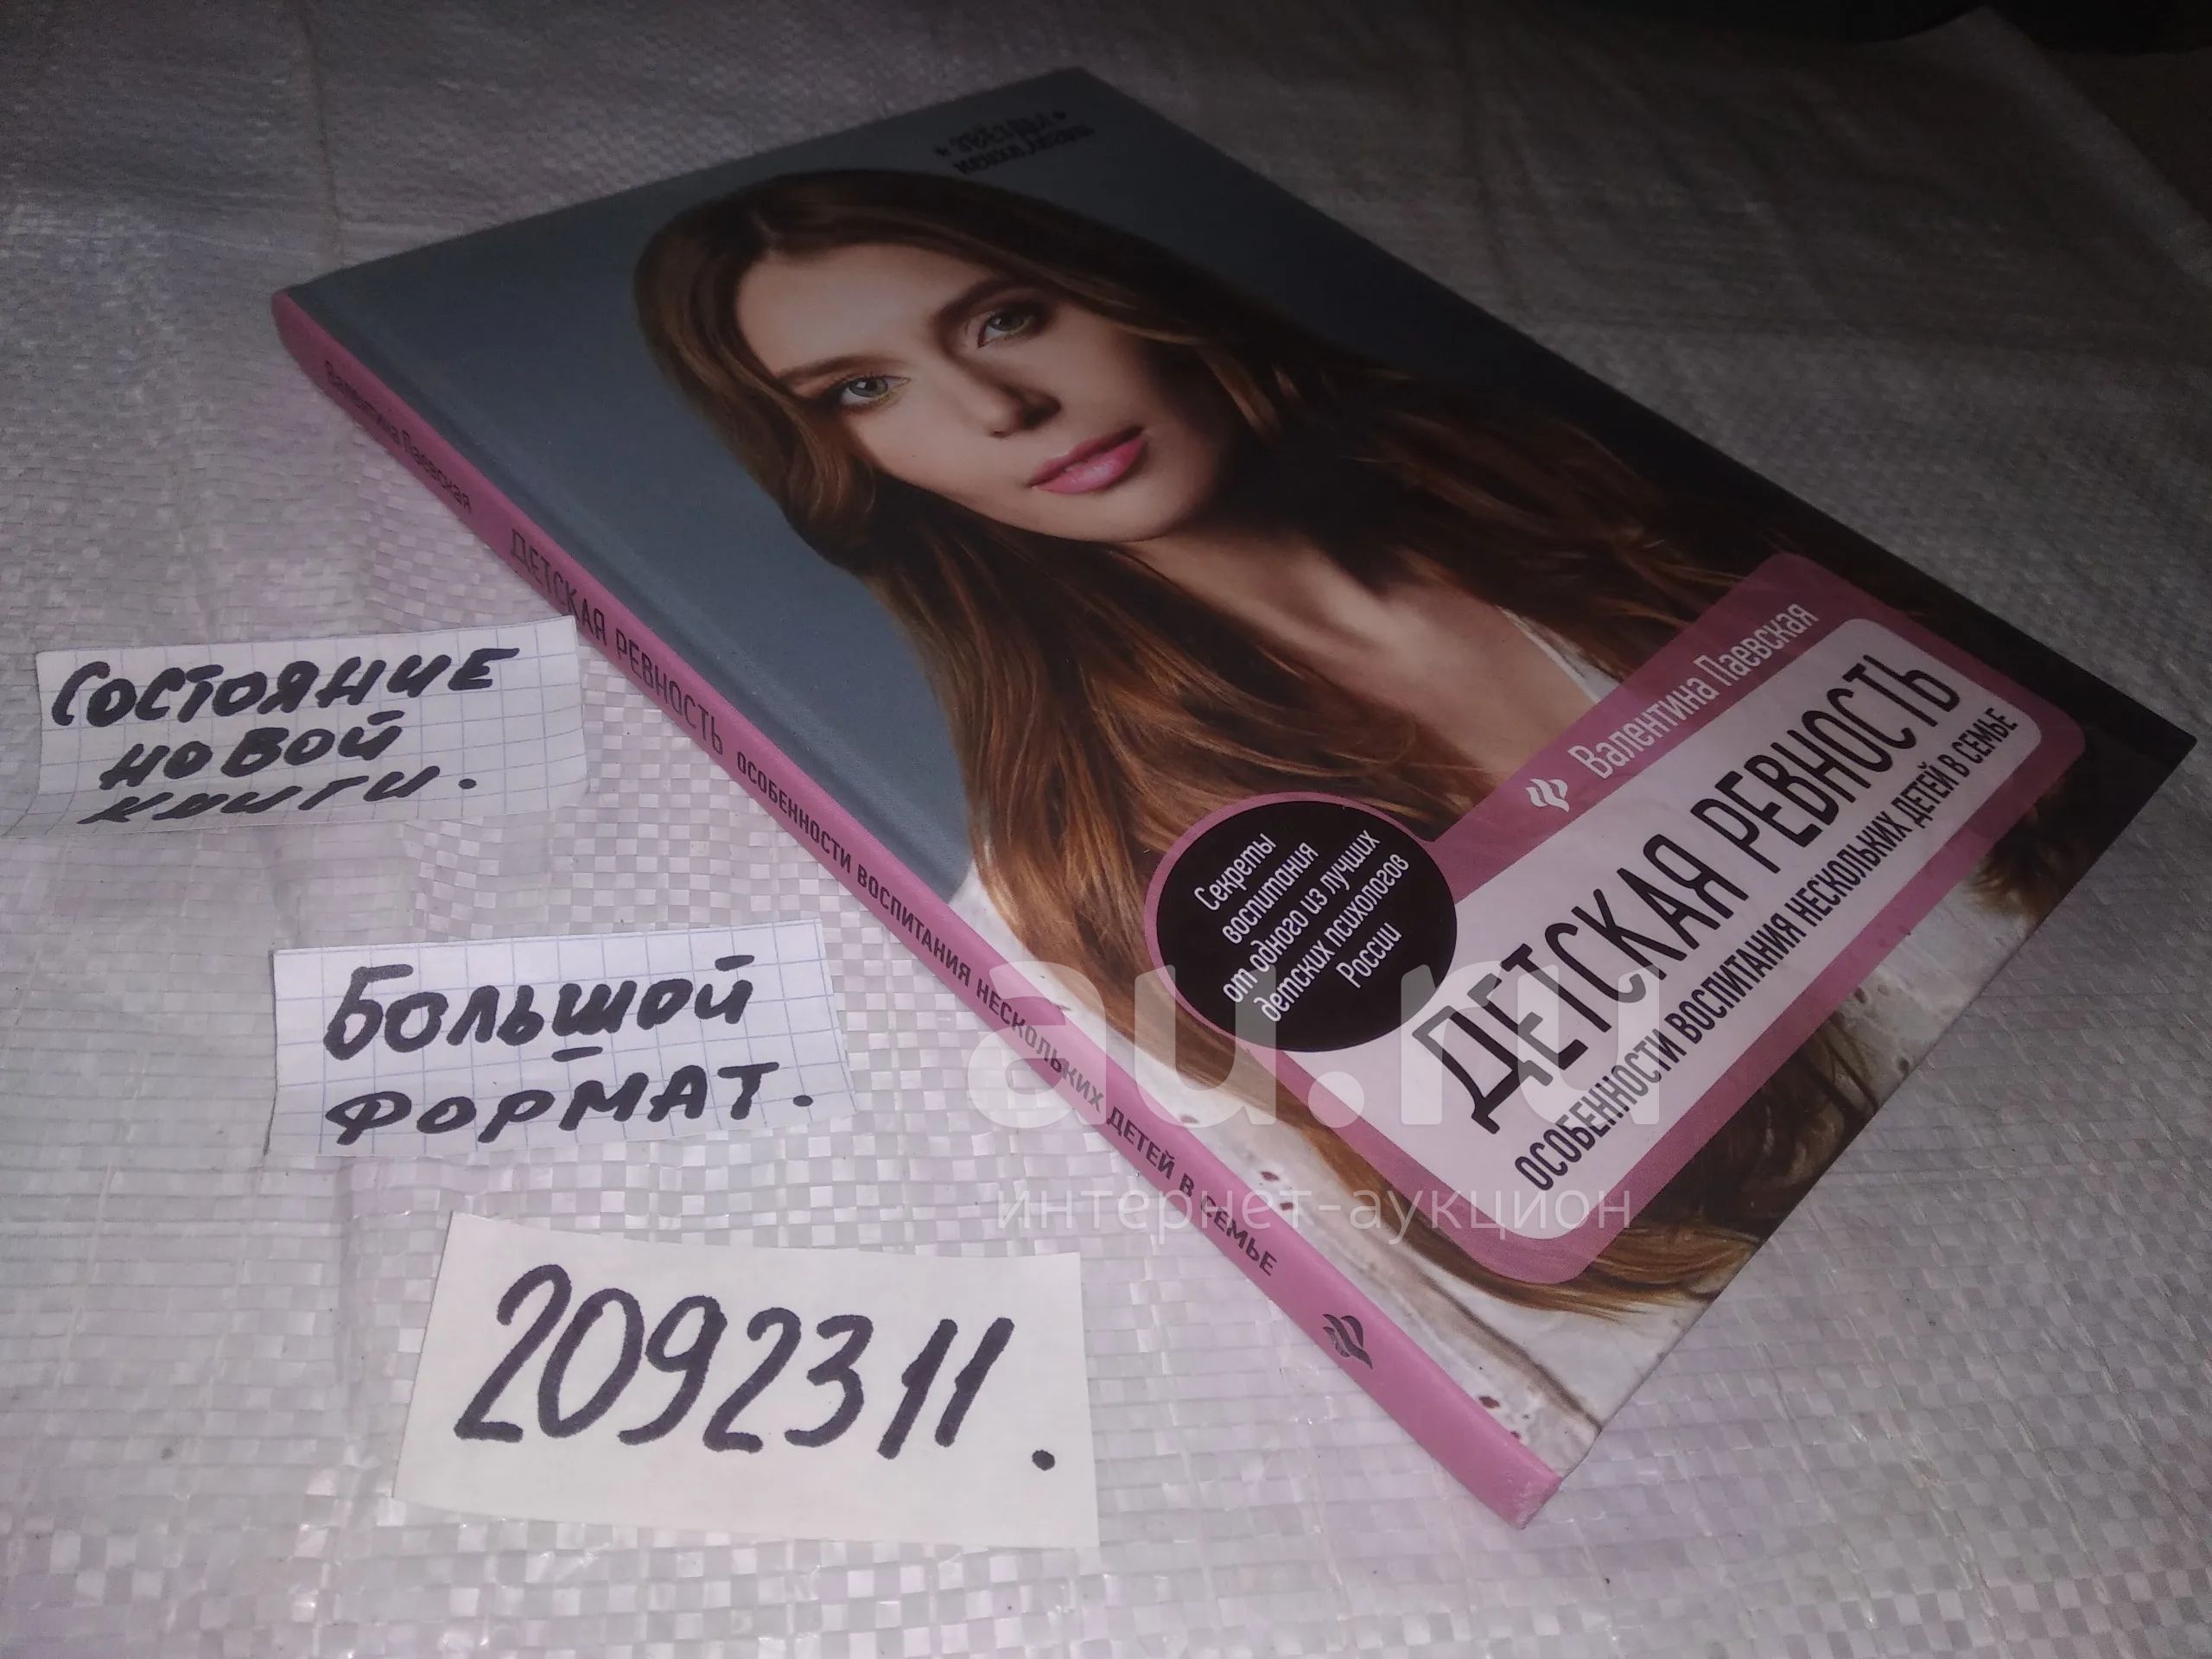 Валентина Паевская
ДЕТСКАЯ РЕВНОСТЬ
ОСОБЕННОСТИ ВОСПИТАНИЯ НЕСКОЛЬКИХ ДЕТЕЙ В СЕМЬЕ
Секреты
воспитания
от одного из лучших
детских психологов
России
Валентина Паевская ДЕТСКАЯ РЕВНОСТЬ ОСОБЕННОСТИ ВОСПИТАНИЯ НЕСКОЛЬКИХ ДЕТЕЙ В СЕМЬЕ
СОСТОЯНИЕ
НОВОЙ
КНИГИ.
БОЛЬШОЙ
ФОРМАТ.
2092311.
au.ru
интернет-аукцион